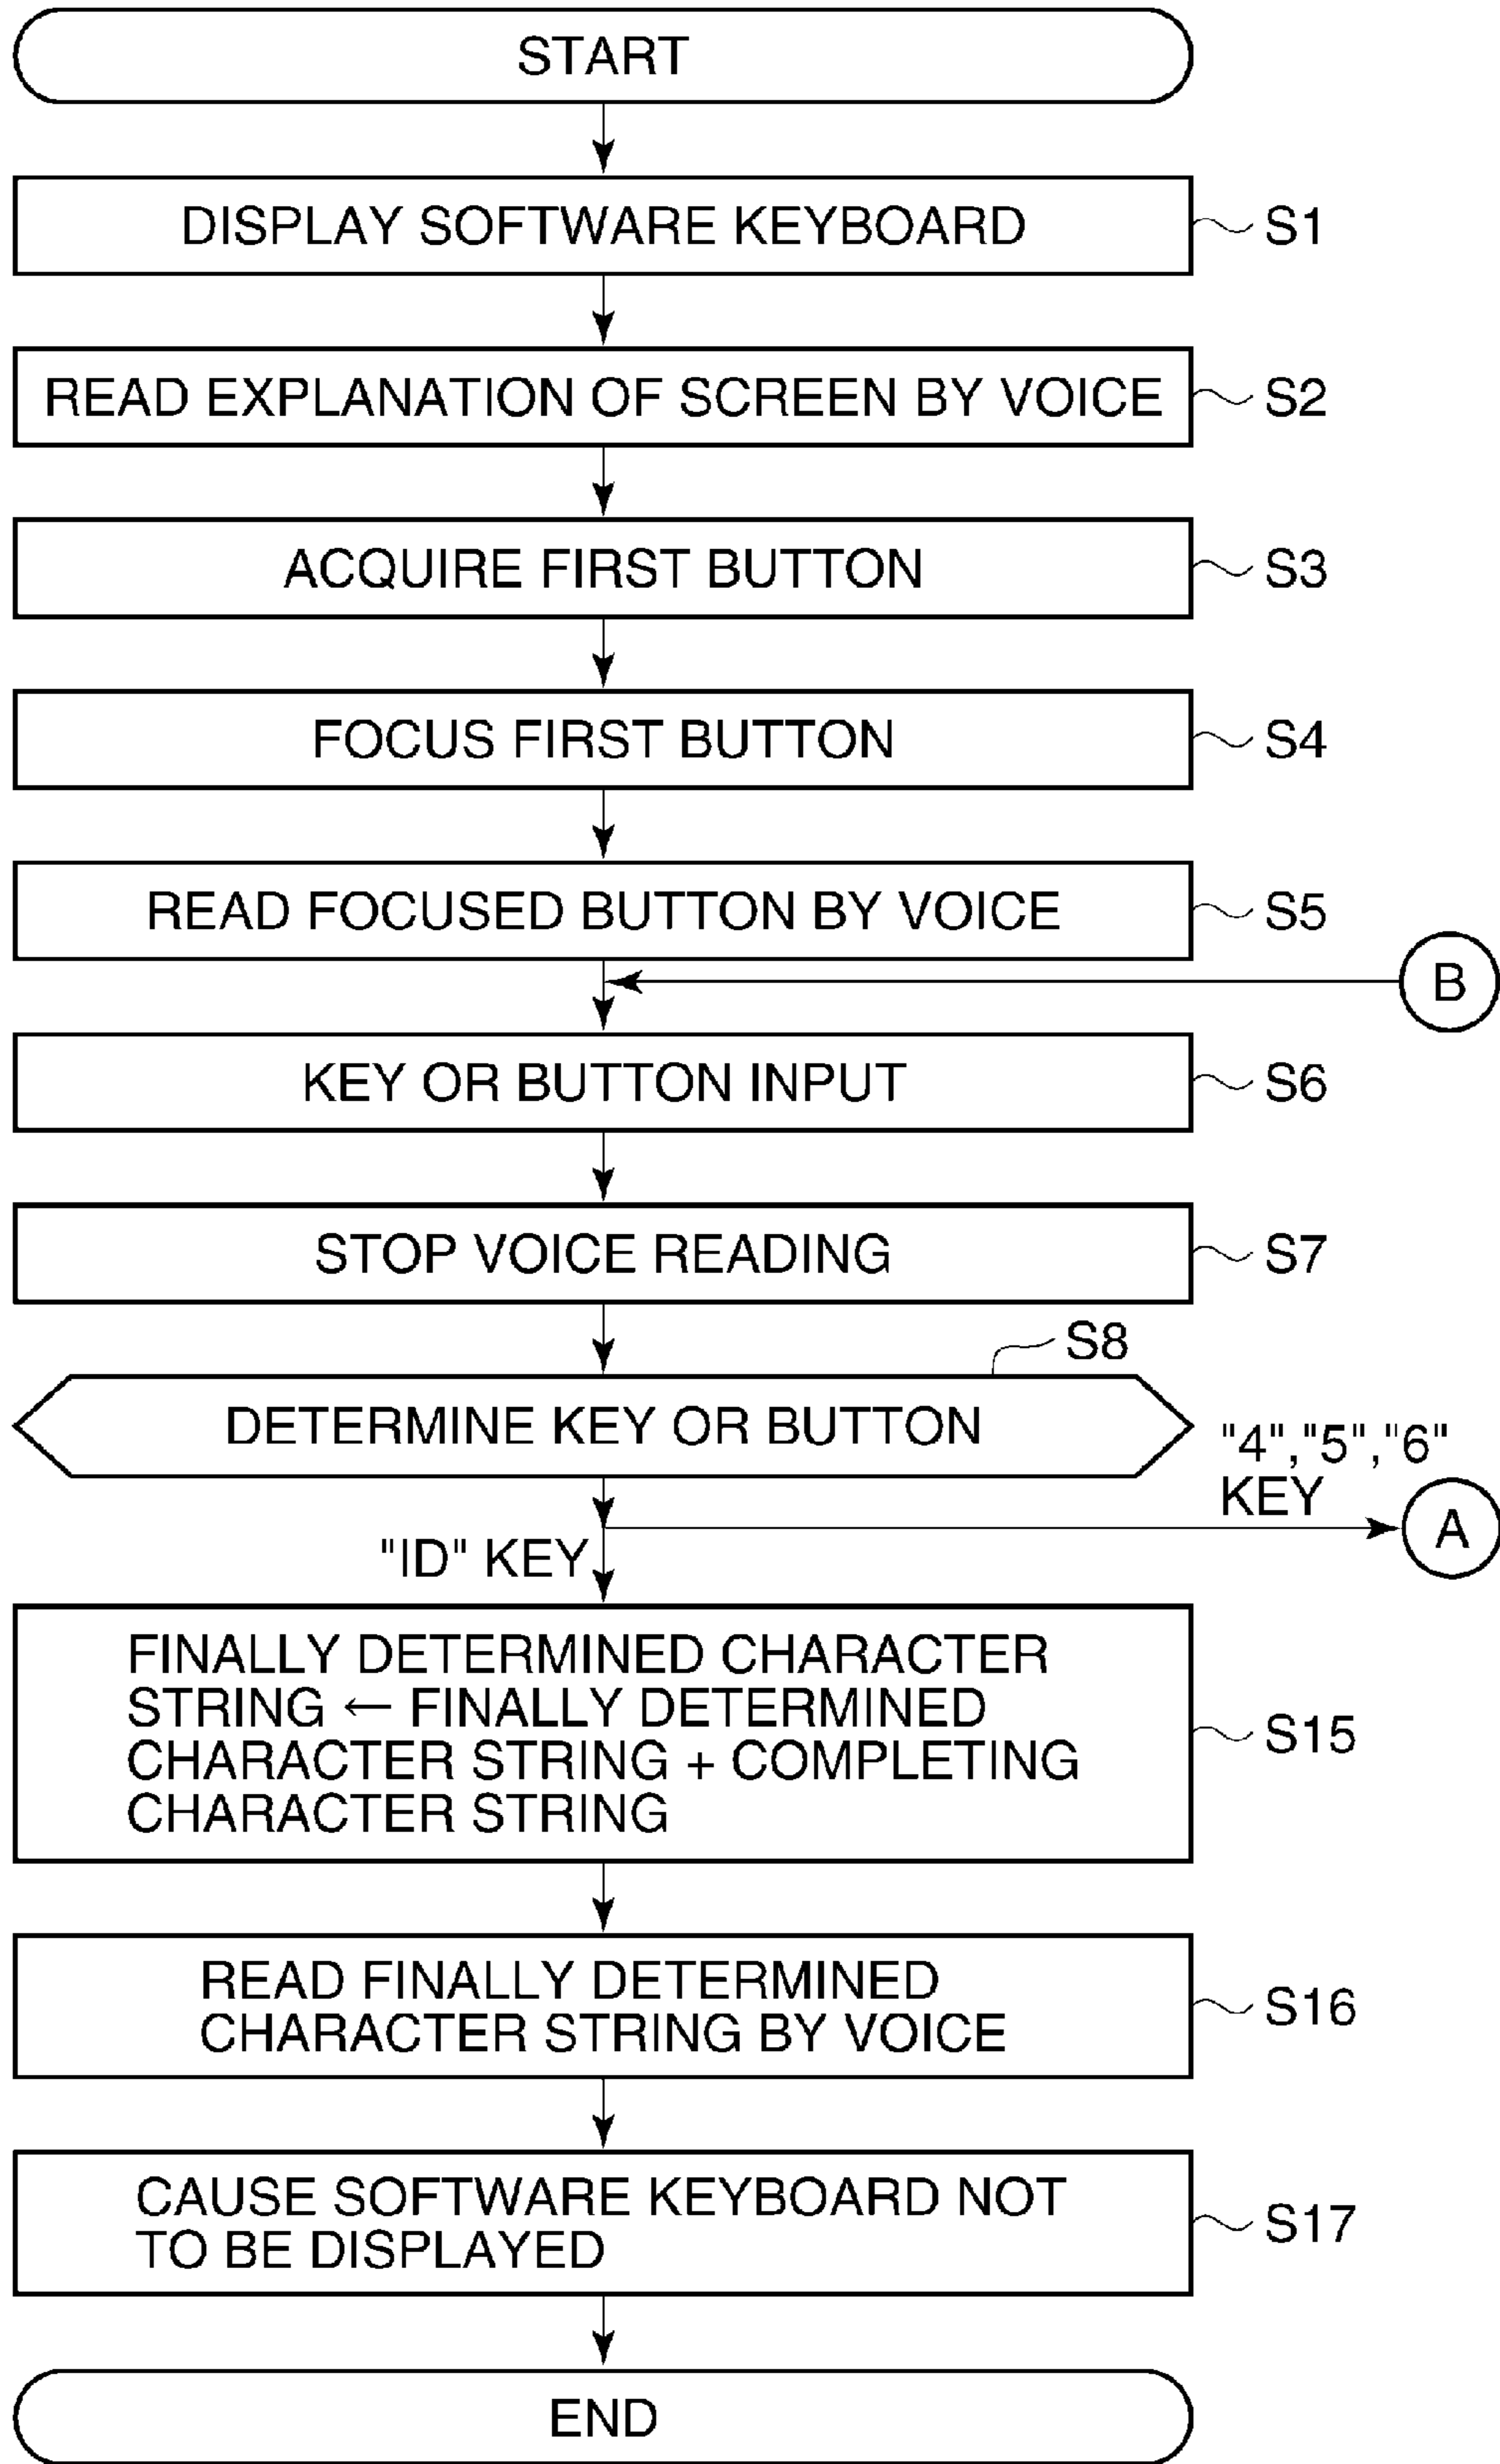 START
DISPLAY SOFTWARE KEYBOARD
S1
READ EXPLANATION OF SCREEN BY VOICE
S2
ACQUIRE FIRST BUTTON
S3
FOCUS FIRST BUTTON
S4
READ FOCUSED BUTTON BY VOICE
S5
B
KEY OR BUTTON INPUT
S6
STOP VOICE READING
S7
S8
DETERMINE KEY OR BUTTON
"4","5","6"
KEY
A
"ID" KEY
FINALLY DETERMINED CHARACTER
STRING ← FINALLY DETERMINED
CHARACTER STRING + COMPLETING
CHARACTER STRING
S15
READ FINALLY DETERMINED
CHARACTER STRING BY VOICE
S16
CAUSE SOFTWARE KEYBOARD NOT
TO BE DISPLAYED
S17
END